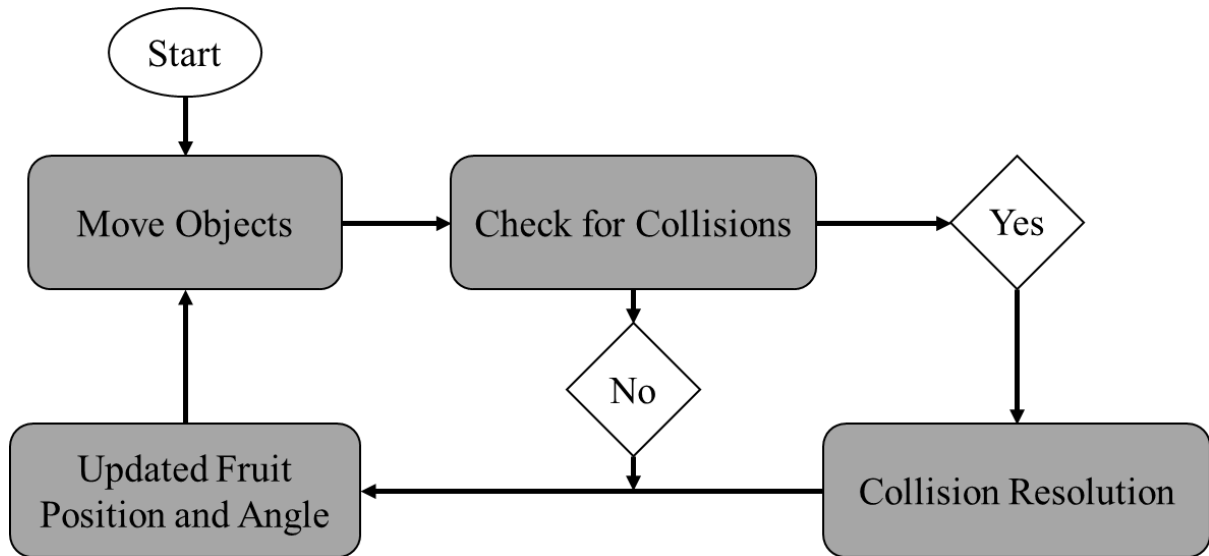 Start
Move Objects
Check for Collisions
Yes
No
Updated Fruit
Position and Angle
Collision Resolution